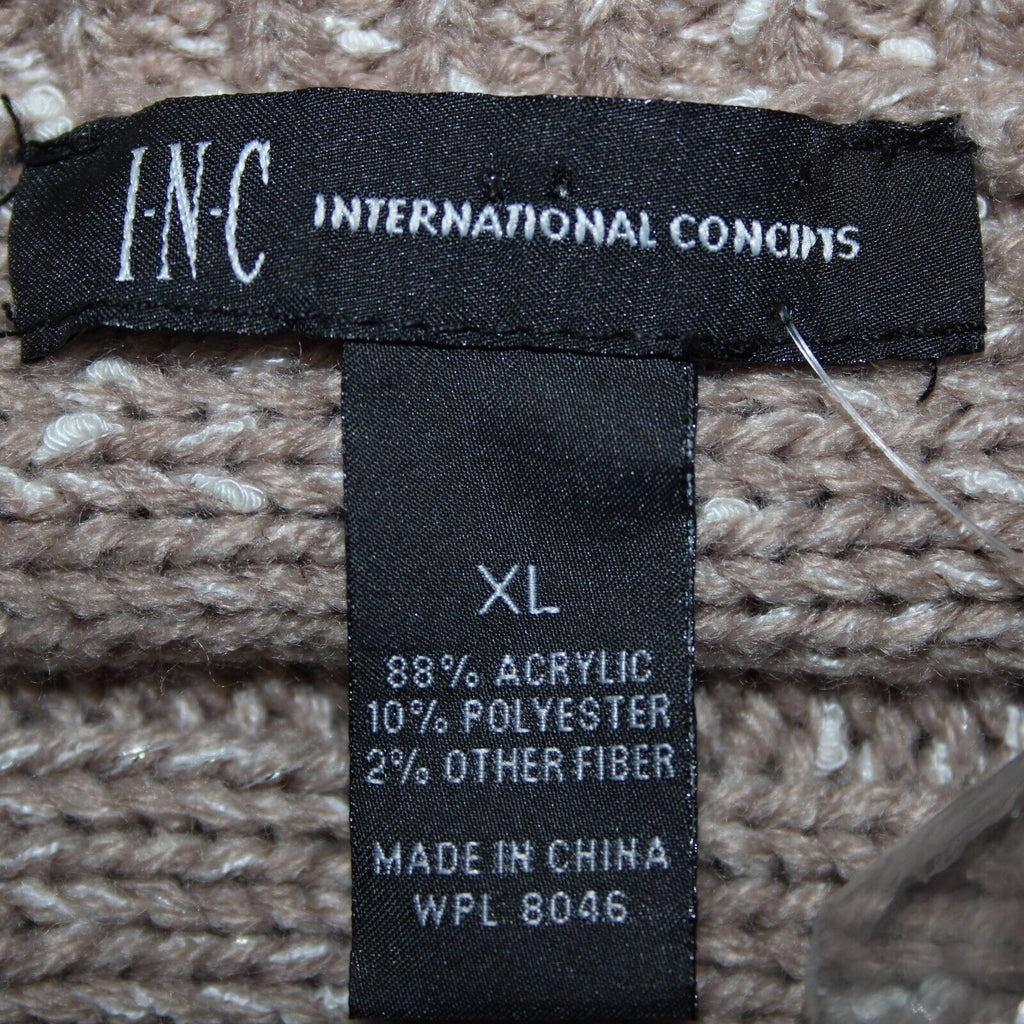 I·N·C INTERNATIONAL CONCEPTS
XL
88% ACRYLIC
10% POLYESTER
2% OTHER FIBER
MADE IN CHINA
WPL 8046